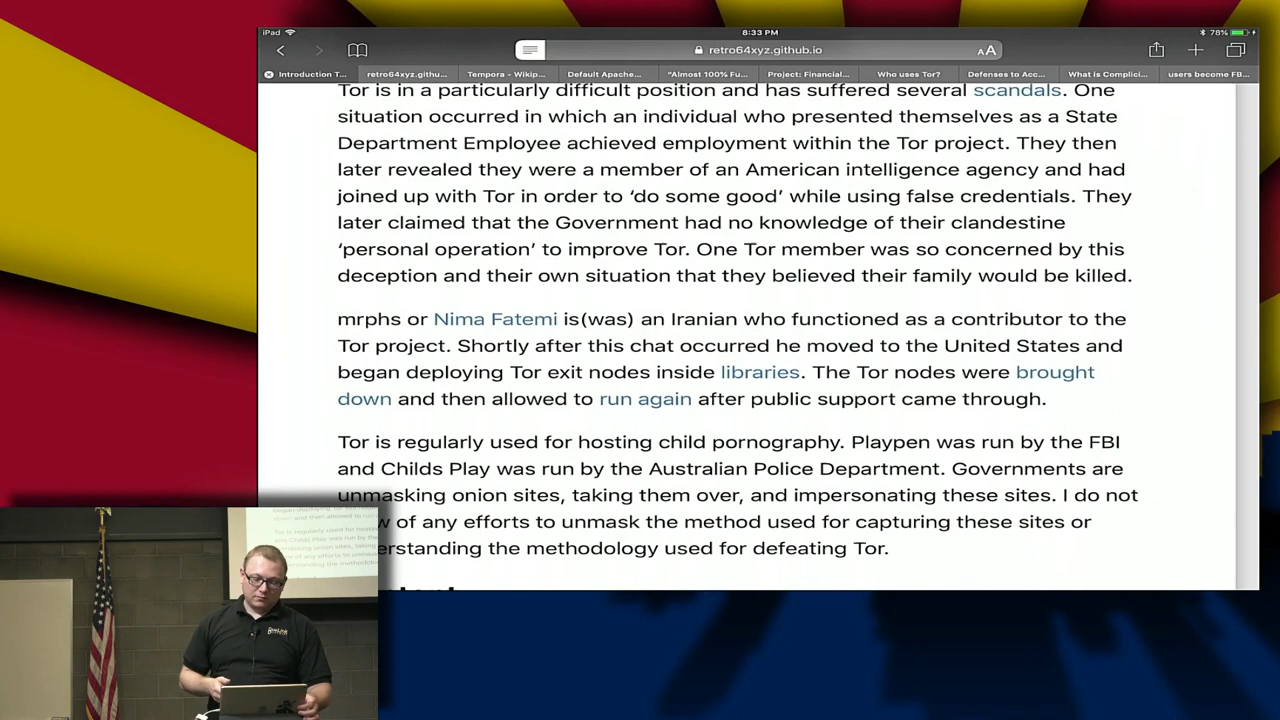 iPad
8:33 PM
78%
retro64xyz.github.io
AA
Introduction T...
retro64xyz.githu...
Tempora - Wikip...
Default Apache...
"Almost 100% Fu...
Project: Financial...
Who uses Tor?
Defenses to Acc...
What is Complici...
users become FB...
Tor is in a particularly difficult position and has suffered several scandals. One
situation occurred in which an individual who presented themselves as a State
Department Employee achieved employment within the Tor project. They then
later revealed they were a member of an American intelligence agency and had
joined up with Tor in order to ‘do some good’ while using false credentials. They
later claimed that the Government had no knowledge of their clandestine
‘personal operation’ to improve Tor. One Tor member was so concerned by this
deception and their own situation that they believed their family would be killed.
mrphs or Nima Fatemi is(was) an Iranian who functioned as a contributor to the
Tor project. Shortly after this chat occurred he moved to the United States and
began deploying Tor exit nodes inside libraries. The Tor nodes were brought
down and then allowed to run again after public support came through.
Tor is regularly used for hosting child pornography. Playpen was run by the FBI
and Childs Play was run by the Australian Police Department. Governments are
unmasking onion sites, taking them over, and impersonating these sites. I do not
w of any efforts to unmask the method used for capturing these sites or
erstanding the methodology used for defeating Tor.